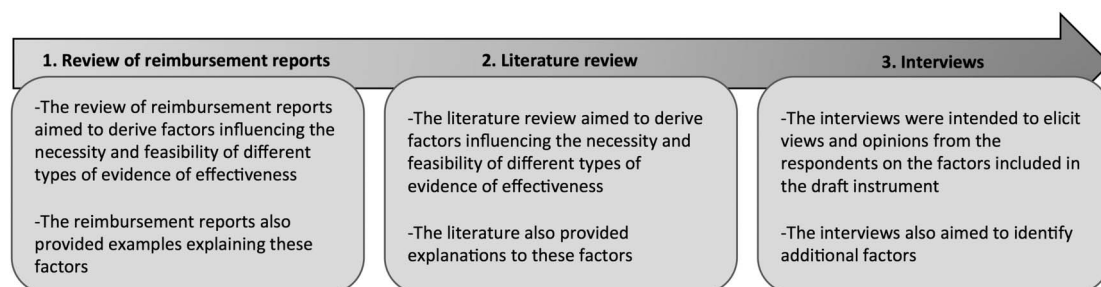 1. Review of reimbursement reports
-The review of reimbursement reports
aimed to derive factors influencing the
necessity and feasibility of different
types of evidence of effectiveness
-The reimbursement reports also
provided examples explaining these
factors
2. Literature review
-The literature review aimed to derive
factors influencing the necessity and
feasibility of different types of
evidence of effectiveness
-The literature also provided
explanations to these factors
3. Interviews
-The interviews were intended to elicit
views and opinions from the
respondents on the factors included in
the draft instrument
-The interviews also aimed to identify
additional factors